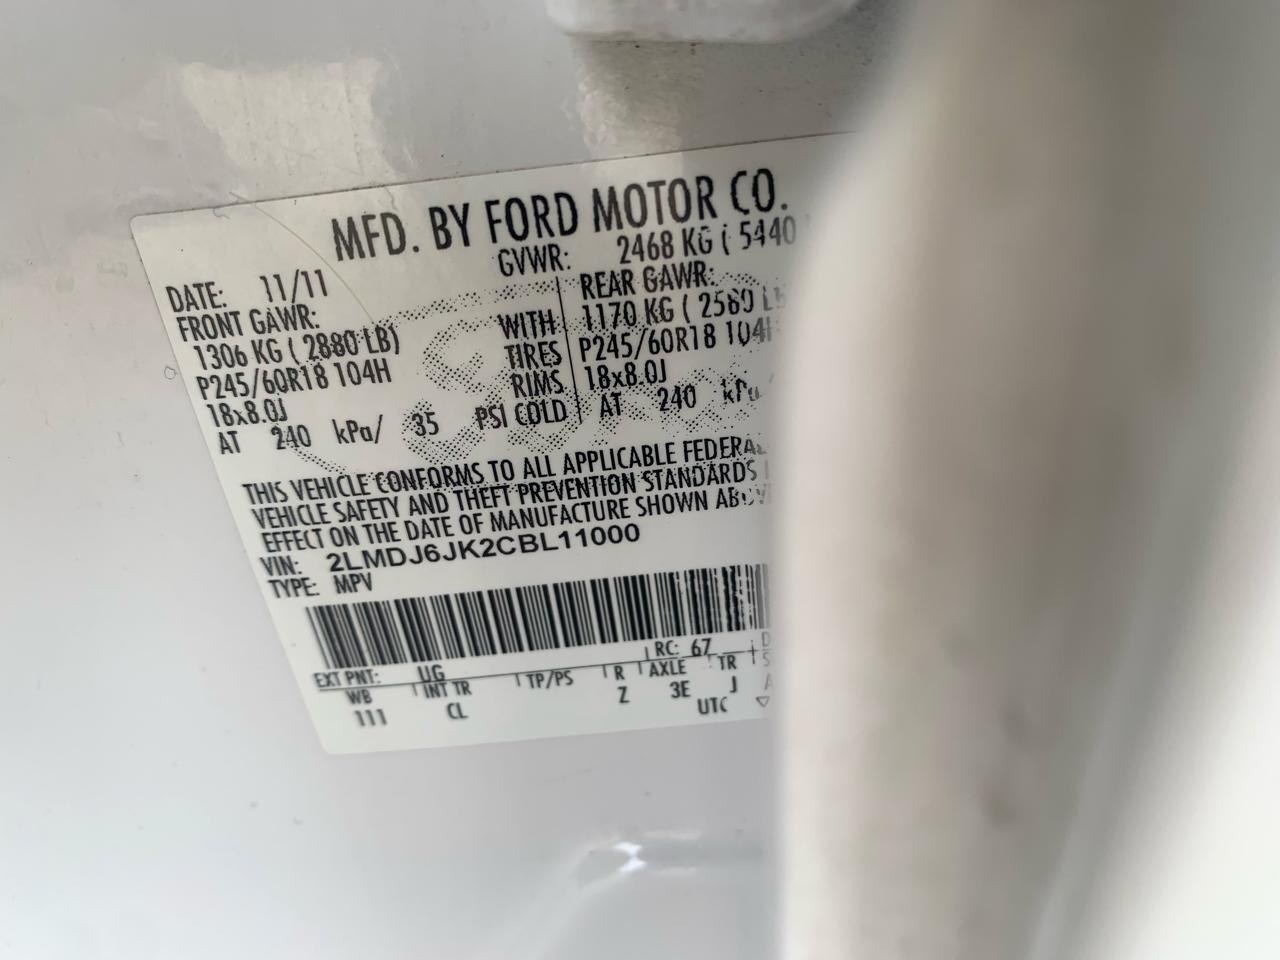 MFD. BY FORD MOTOR CO.
DATE: 11/11 GVWR: 2468 KG ( 5440
FRONT GAWR: REAR GAWR:
1306 KG ( 2880 LB) WITH 1170 KG ( 2580 LB
P245/60R18 104H TIRES P245/60R18 104H
18x8.0J RIMS 18x8.0J
AT 240 kPa/ 35 PSI COLD AT 240 kPa
THIS VEHICLE CONFORMS TO ALL APPLICABLE FEDERAL
VEHICLE SAFETY AND THEFT PREVENTION STANDARDS
EFFECT ON THE DATE OF MANUFACTURE SHOWN ABOVE
VIN: 2LMDJ6JK2CBL11000
TYPE: MPV
RC: 67
EXT PNT: UG
WB INT TR TP/PS R AXLE TR
111 CL Z 3E J
UTC